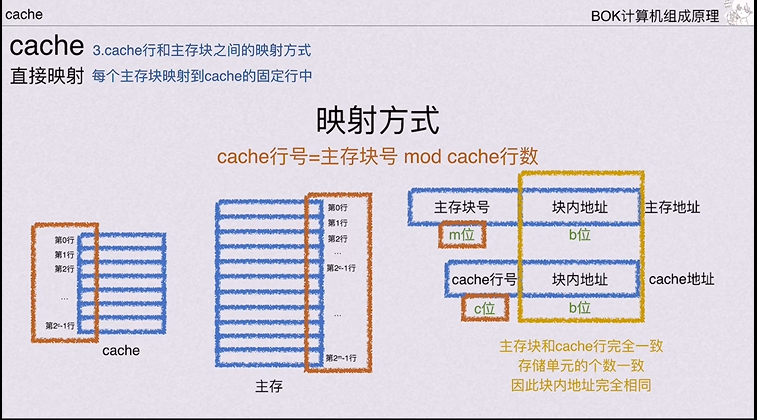 cache
BOK计算机组成原理
cache 3.cache行和主存块之间的映射方式
直接映射 每个主存块映射到cache的固定行中
映射方式
cache行号=主存块号 mod cache行数
第0行
第1行
第2行
...
第2ᶜ-1行
cache
第0行
第1行
第2行
...
第2ᶜ-1行
...
第2ᵐ-1行
主存
主存块号 块内地址 主存地址
m位 b位
cache行号 块内地址 cache地址
c位 b位
主存块和cache行完全一致
存储单元的个数一致
因此块内地址完全相同